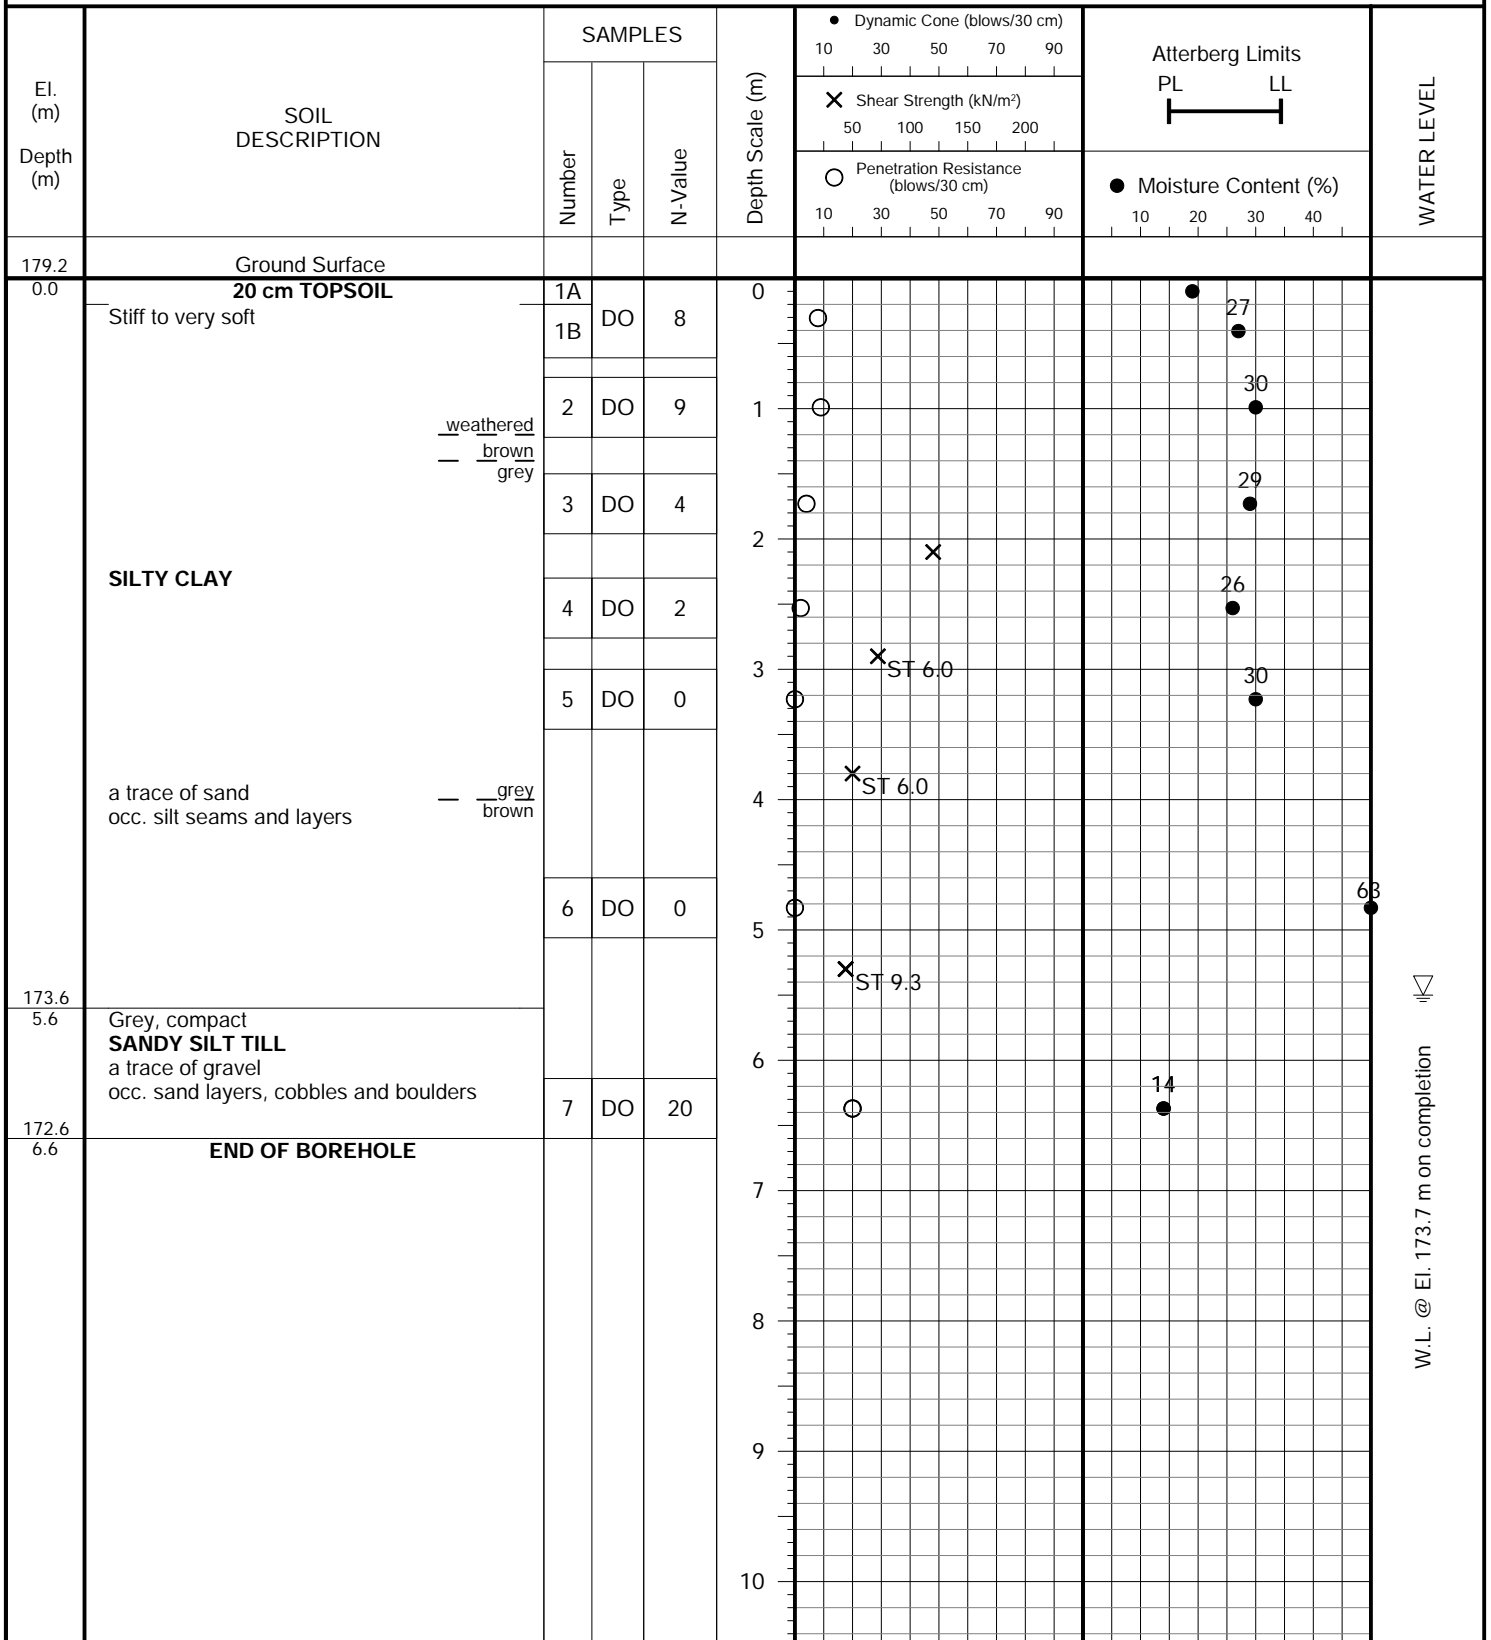 El.
(m)
Depth
(m)
SOIL
DESCRIPTION
SAMPLES
Number
Type
N-Value
Depth Scale (m)
Dynamic Cone (blows/30 cm)
10 30 50 70 90
Shear Strength (kN/m²)
50 100 150 200
Penetration Resistance
(blows/30 cm)
10 30 50 70 90
Atterberg Limits
PL LL
Moisture Content (%)
10 20 30 40
WATER LEVEL
179.2 Ground Surface
0.0 20 cm TOPSOIL 1A 0
Stiff to very soft 1B DO 8 27
2 DO 9 1 30
weathered
brown
grey
3 DO 4 29
2
SILTY CLAY
4 DO 2 26
ST 6.0
3
5 DO 0 30
ST 6.0
a trace of sand grey
occ. silt seams and layers brown
4
6 DO 0 63
5
ST 9.3
173.6
5.6 Grey, compact
SANDY SILT TILL
a trace of gravel
occ. sand layers, cobbles and boulders
6
7 DO 20 14
172.6
6.6 END OF BOREHOLE
7
8
9
10
W.L. @ El. 173.7 m on completion